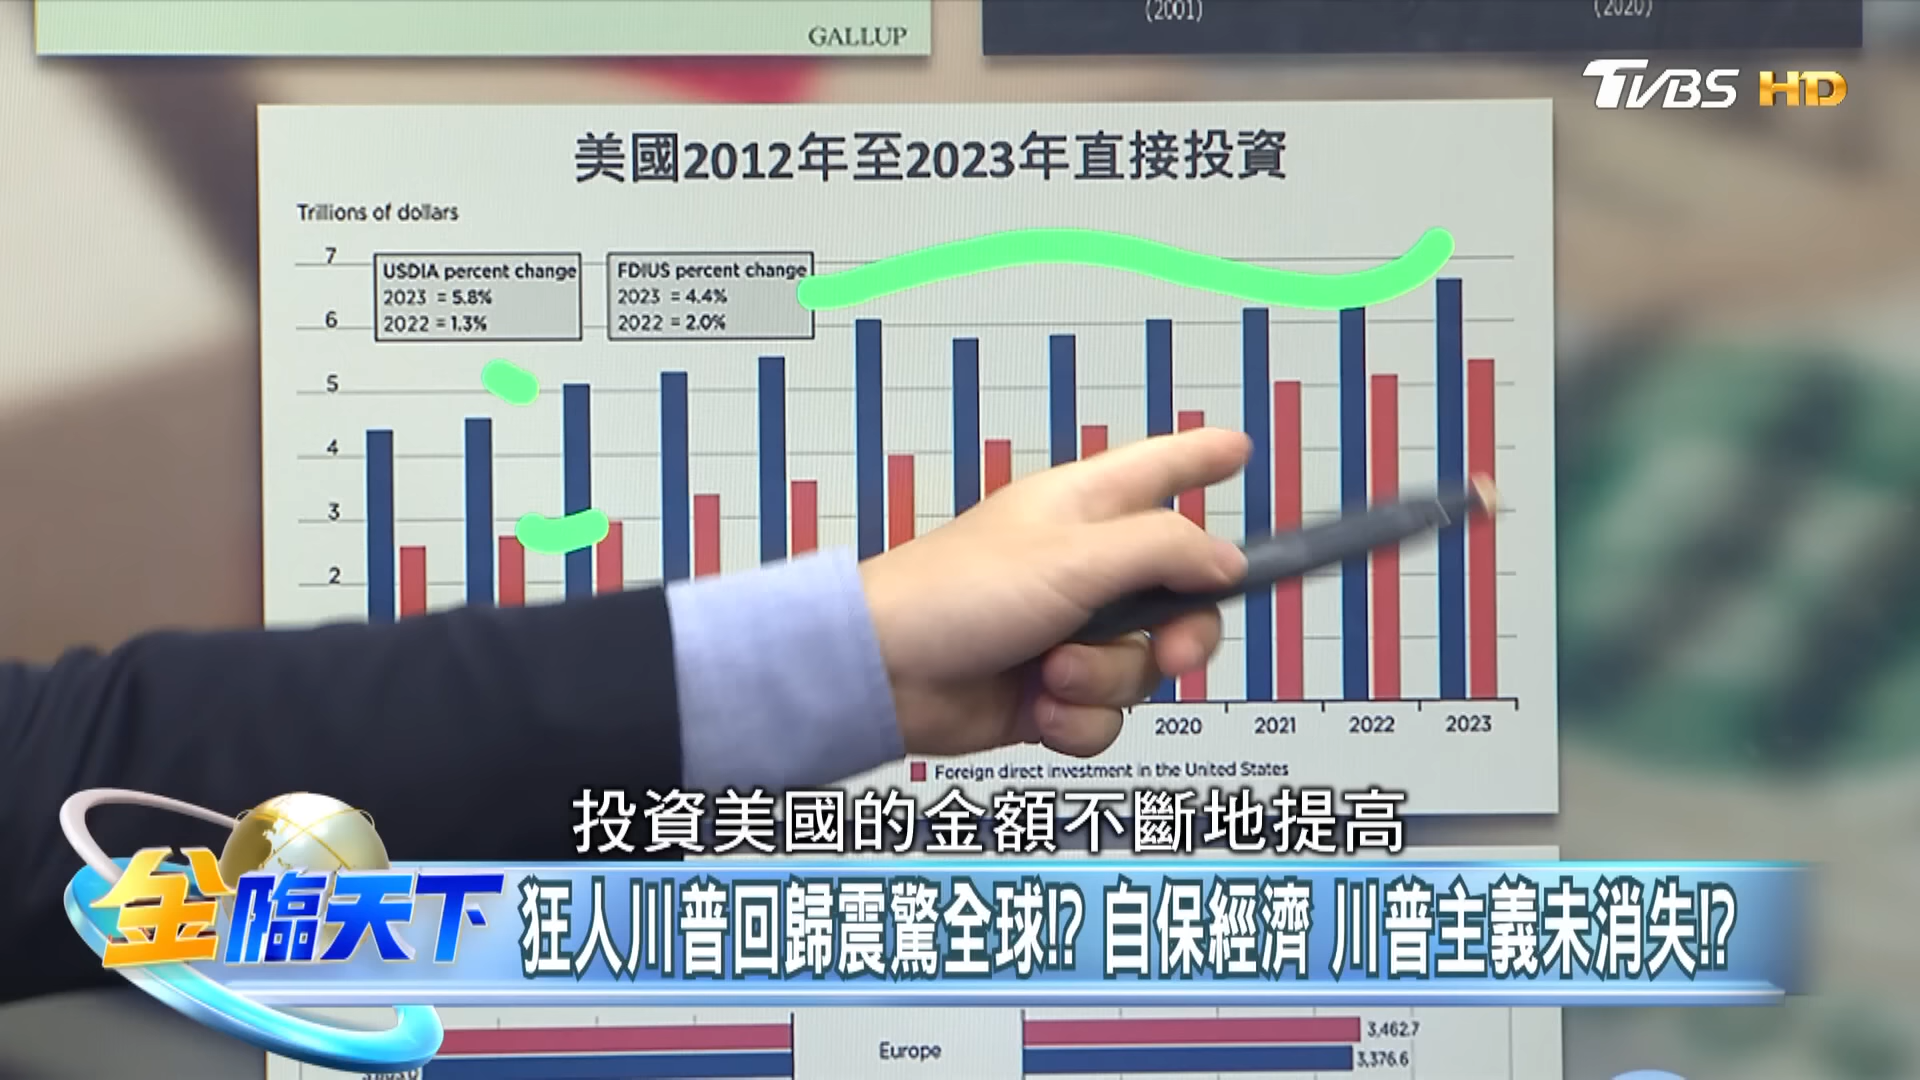 GALLUP
(2001)
(2020)
TVBS HD
美國2012年至2023年直接投資
Trillions of dollars
7
6
5
4
3
2
USDIA percent change
2023 = 5.8%
2022 = 1.3%
FDIUS percent change
2023 = 4.4%
2022 = 2.0%
2020 2021 2022 2023
Foreign direct investment in the United States
投資美國的金額不斷地提高
金臨天下
狂人川普回歸震驚全球!? 自保經濟 川普主義未消失!?
Europe
3,462.7
3,376.6